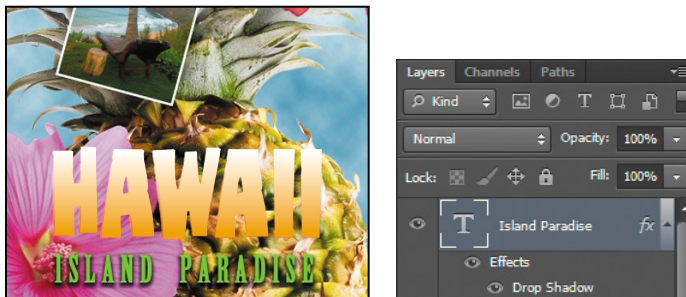 HAWAII
ISLAND PARADISE
Layers Channels Paths
Kind T
Normal Opacity: 100%
Lock: Fill: 100%
T Island Paradise fx
Effects
Drop Shadow